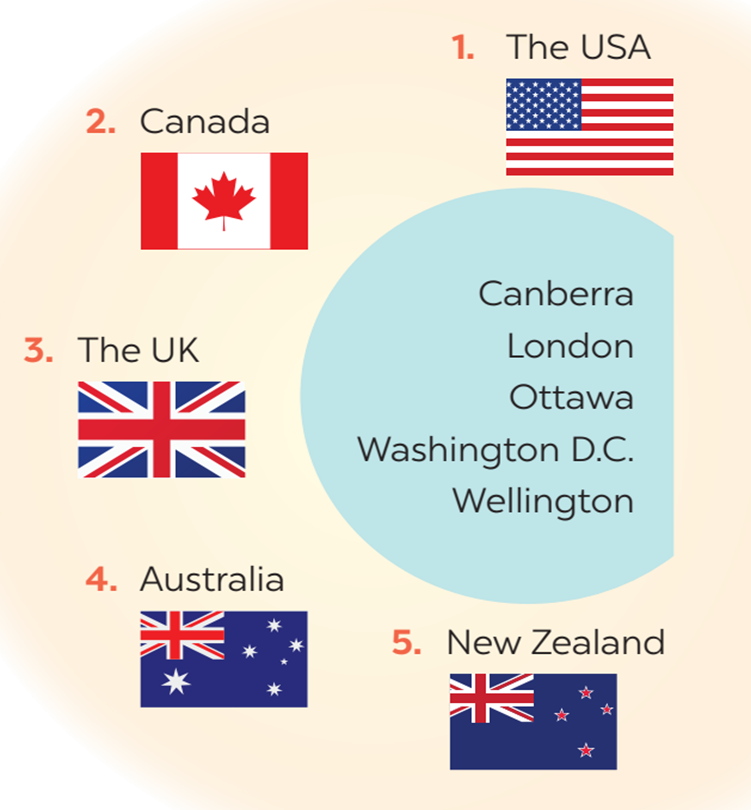 1. The USA
2. Canada
3. The UK
4. Australia
5. New Zealand
Canberra
London
Ottawa
Washington D.C.
Wellington